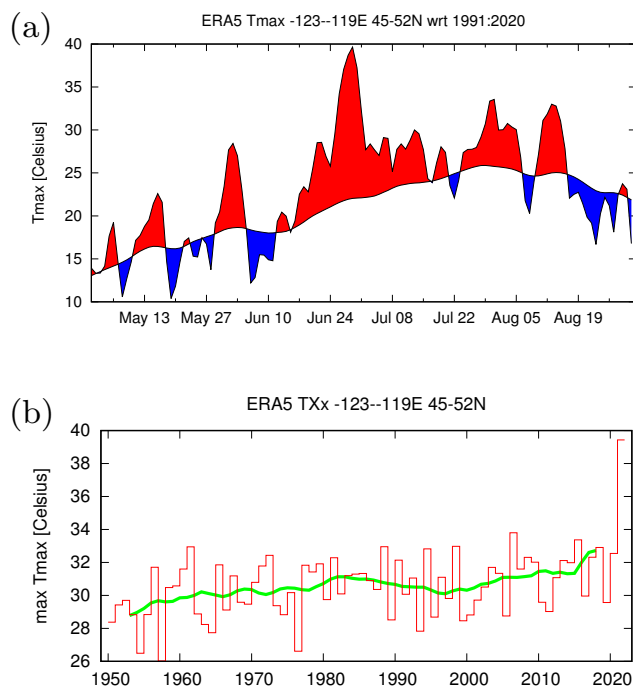 (a)
ERA5 Tmax -123--119E 45-52N wrt 1991:2020
Tmax [Celsius]
40
35
30
25
20
15
10
May 13 May 27 Jun 10 Jun 24 Jul 08 Jul 22 Aug 05 Aug 19
(b)
ERA5 TXx -123--119E 45-52N
max Tmax [Celsius]
40
38
36
34
32
30
28
26
1950 1960 1970 1980 1990 2000 2010 2020